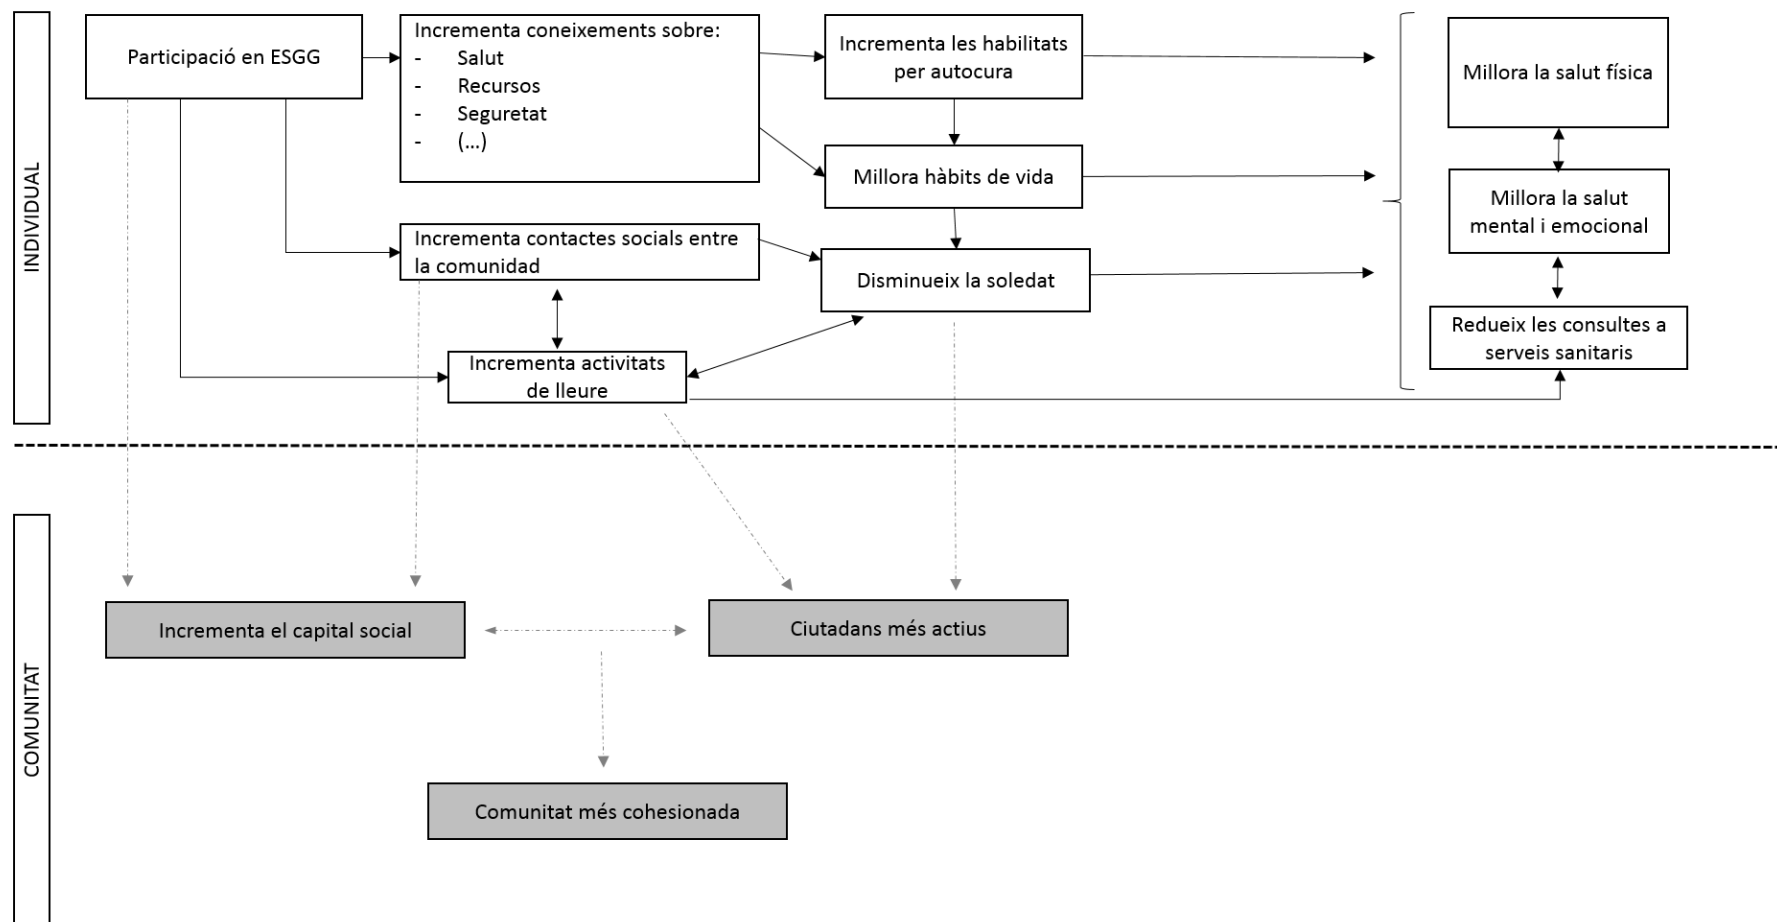 INDIVIDUAL
Participació en ESGG
Incrementa coneixements sobre:
- Salut
- Recursos
- Seguretat
- (...)
Incrementa les habilitats
per autocura
Millora hàbits de vida
Incrementa contactes socials entre
la comunidad
Disminueix la soledat
Incrementa activitats
de lleure
Millora la salut física
Millora la salut
mental i emocional
Redueix les consultes a
serveis sanitaris
COMUNITAT
Incrementa el capital social
Ciutadans més actius
Comunitat més cohesionada